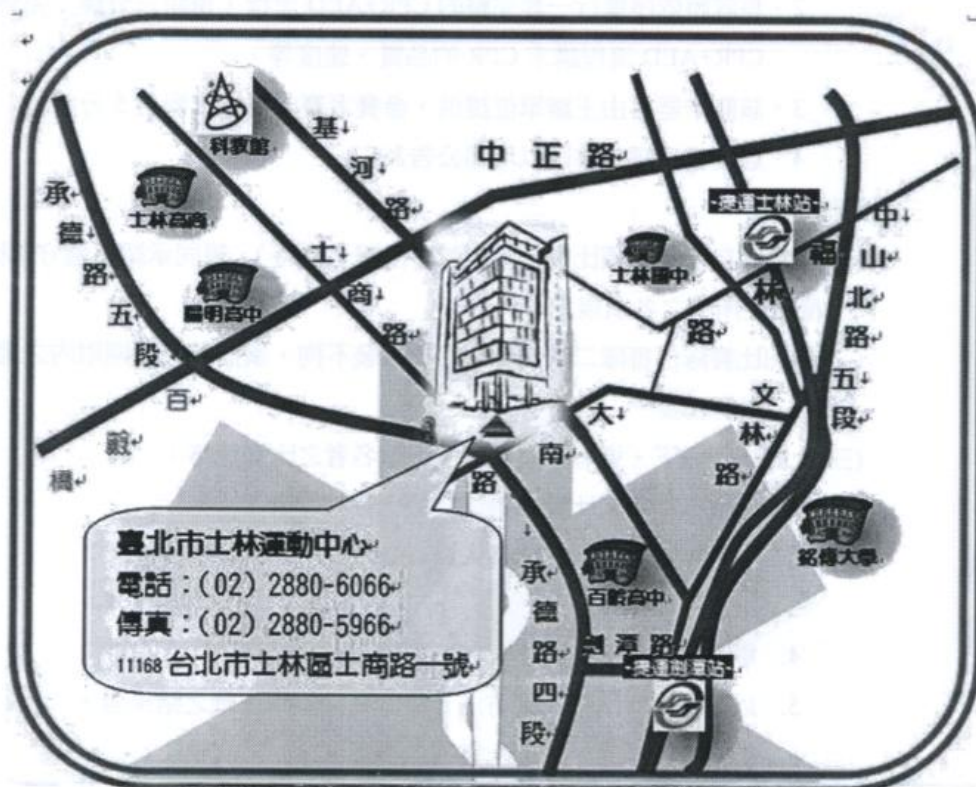 科教館
基河路
中正路
承德路五段
士林高商
士商路
陽明高中
捷運士林站
士林國中
中山北路五段
福林路
文林路
大南路
百齡橋
臺北市士林運動中心
電話:(02) 2880-6066
傳真:(02) 2880-5966
11168 台北市士林區士商路一號
承德路四段
百齡高中
銘傳大學
劍潭路
捷運劍潭站